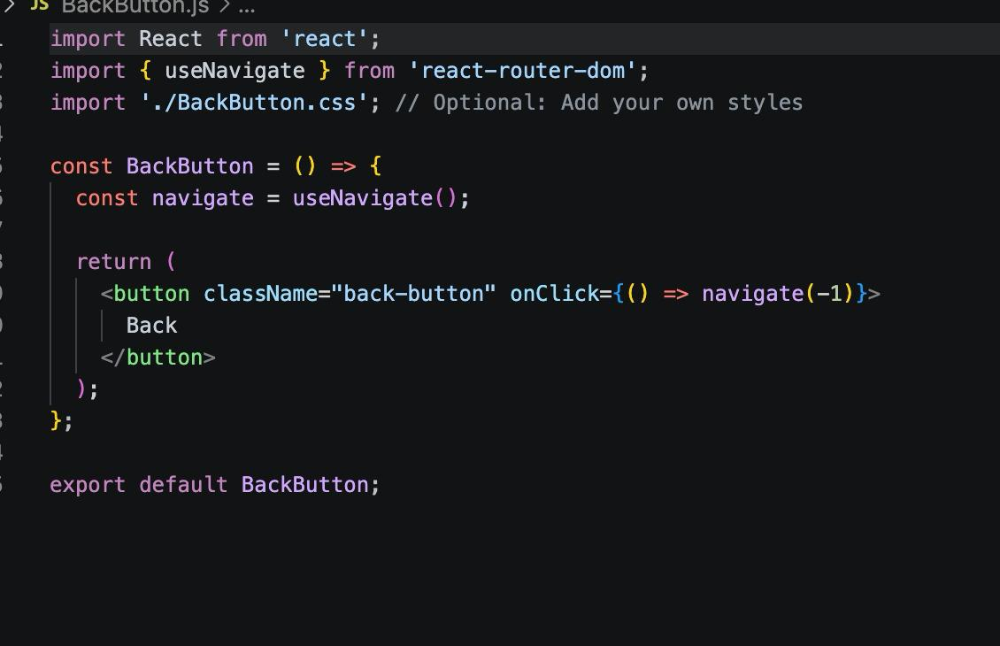 JS BackButton.js > ...
import React from 'react';
import { useNavigate } from 'react-router-dom';
import './BackButton.css'; // Optional: Add your own styles
const BackButton = () => {
const navigate = useNavigate();
return (
<button className="back-button" onClick={() => navigate(-1)}>
Back
</button>
);
};
export default BackButton;